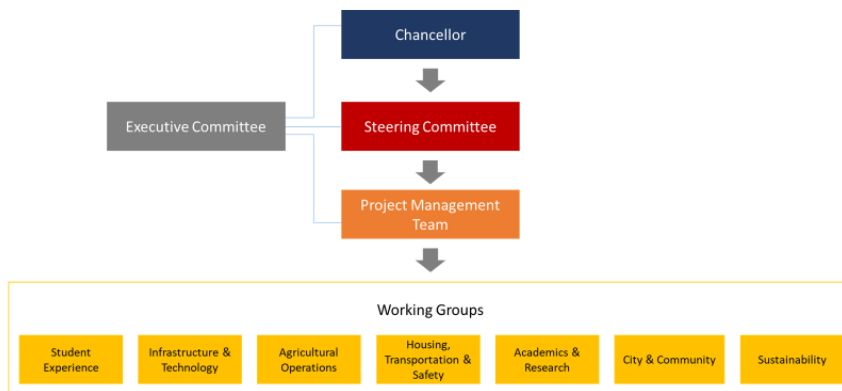 Chancellor
Executive Committee
Steering Committee
Project Management
Team
Working Groups
Student
Experience
Infrastructure &
Technology
Agricultural
Operations
Housing,
Transportation &
Safety
Academics &
Research
City & Community
Sustainability